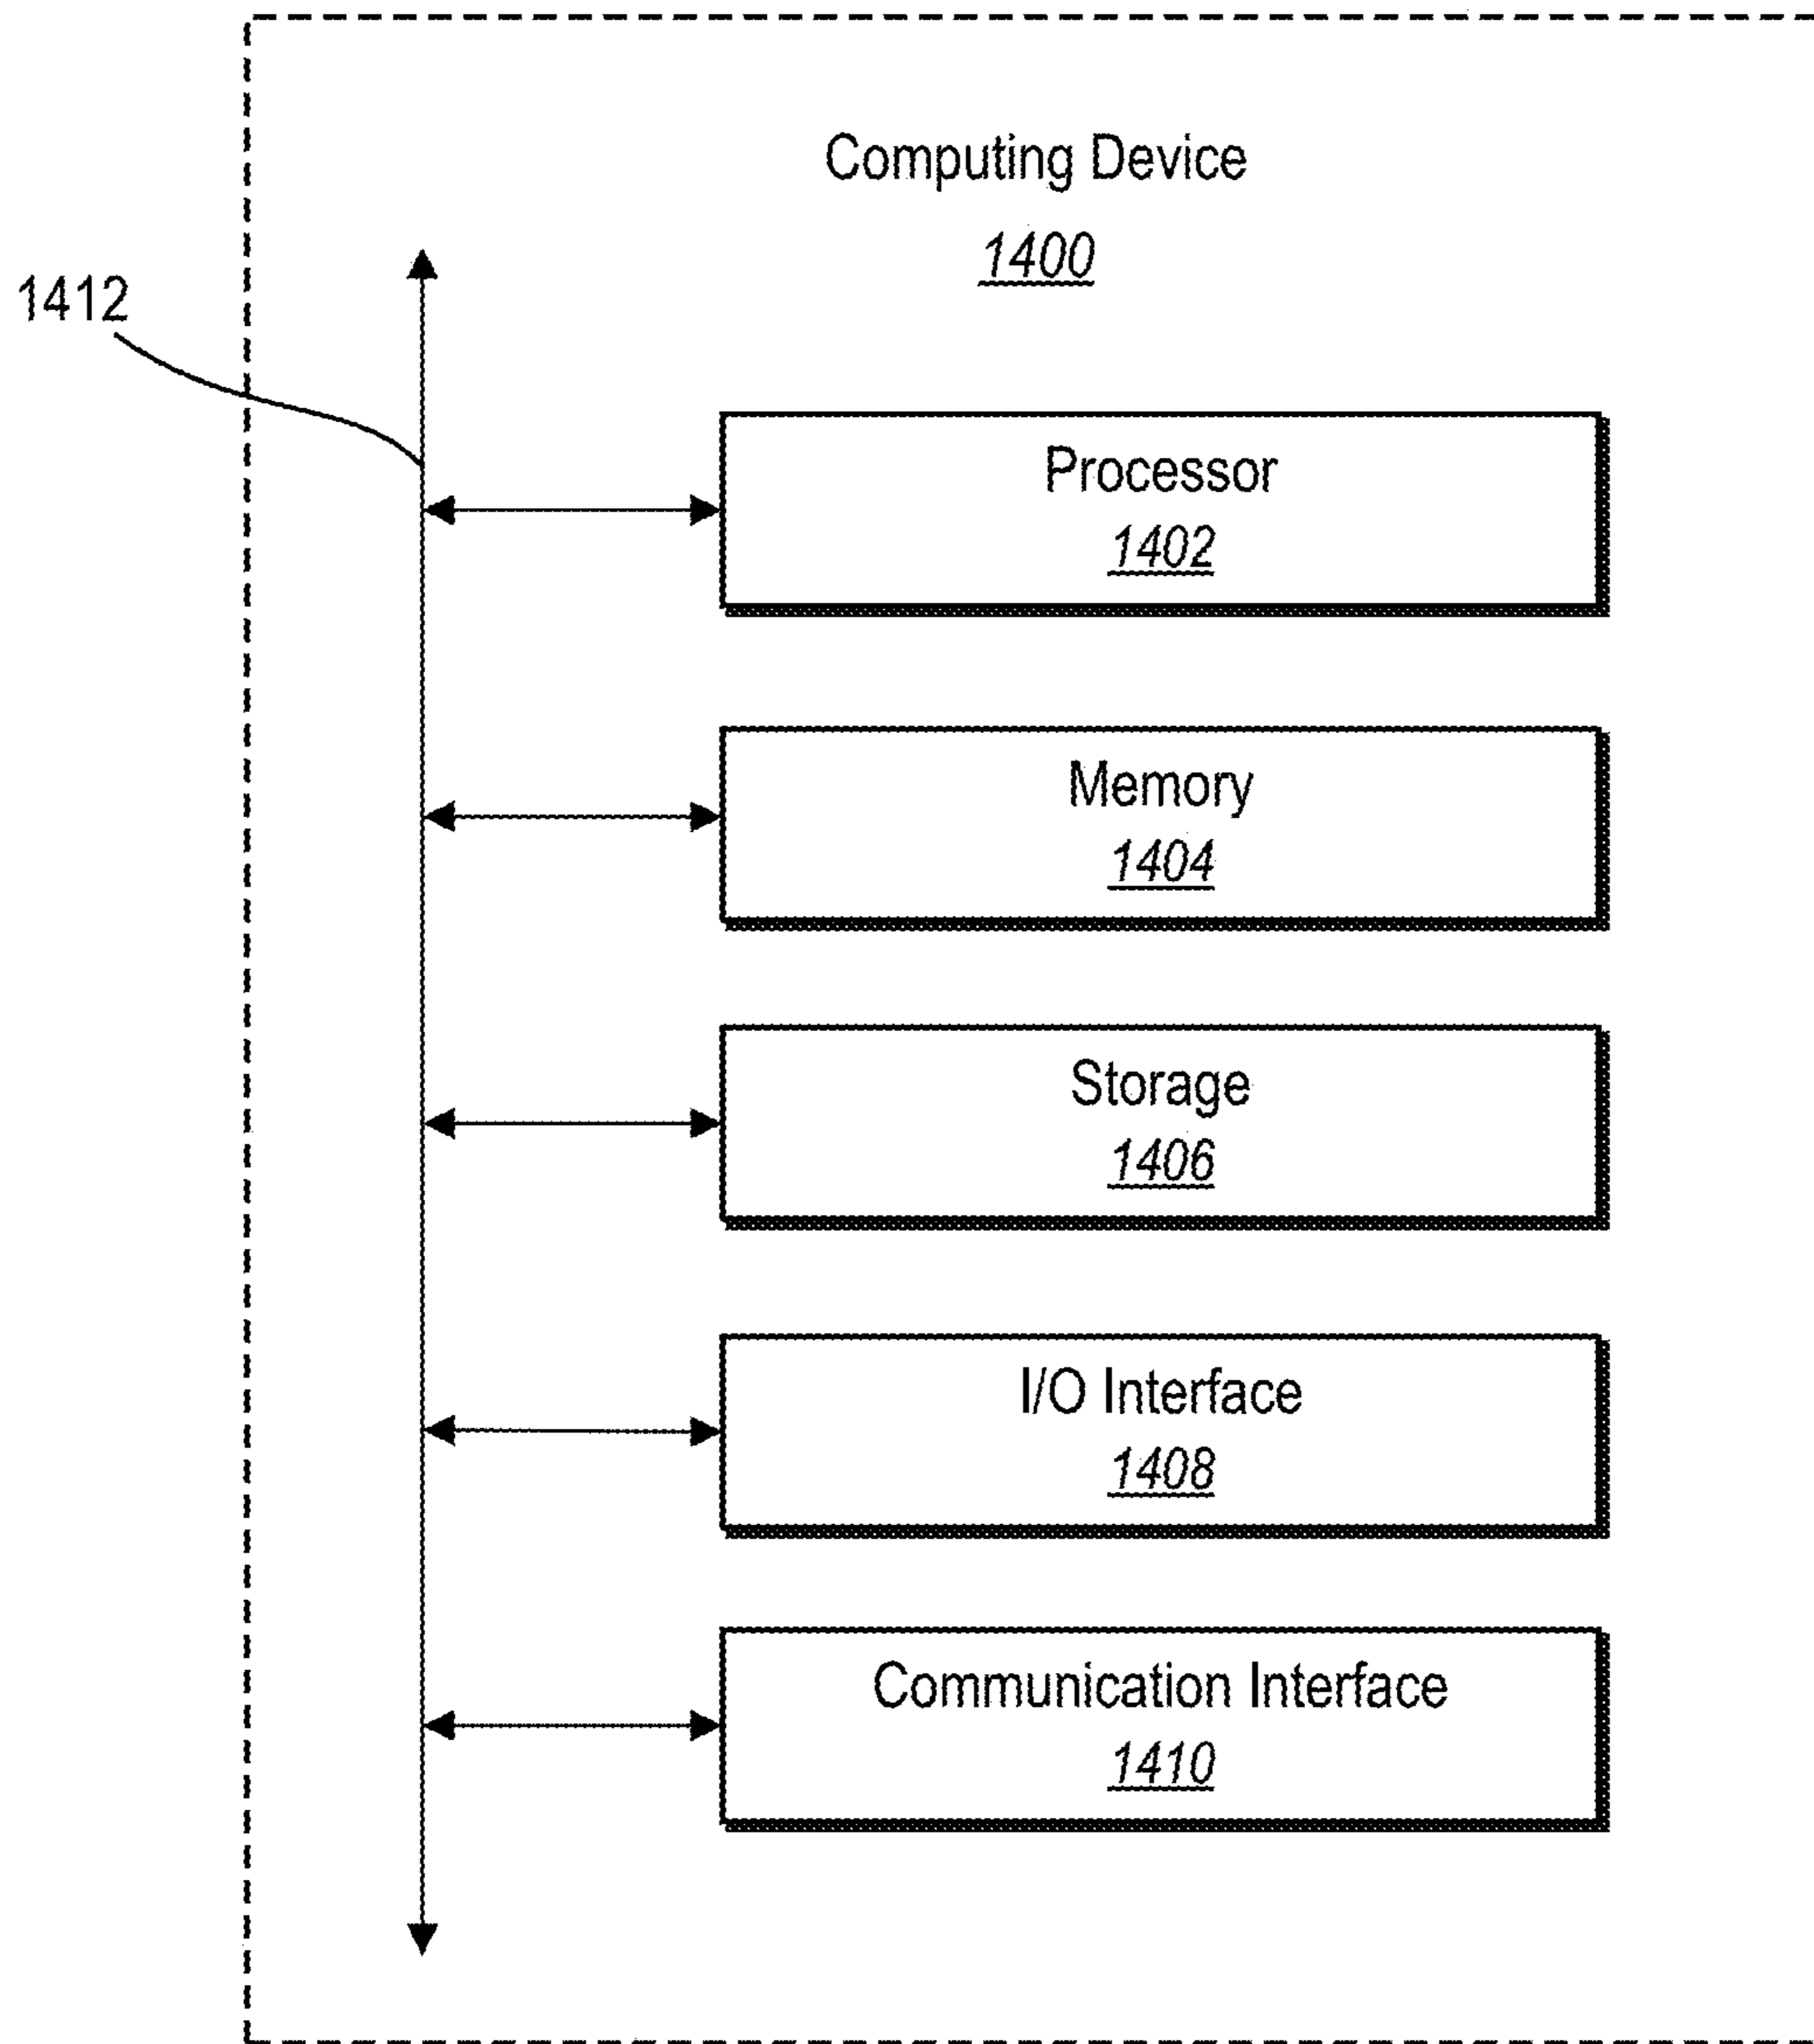 Computing Device
1400
1412
Processor
1402
Memory
1404
Storage
1406
I/O Interface
1408
Communication Interface
1410